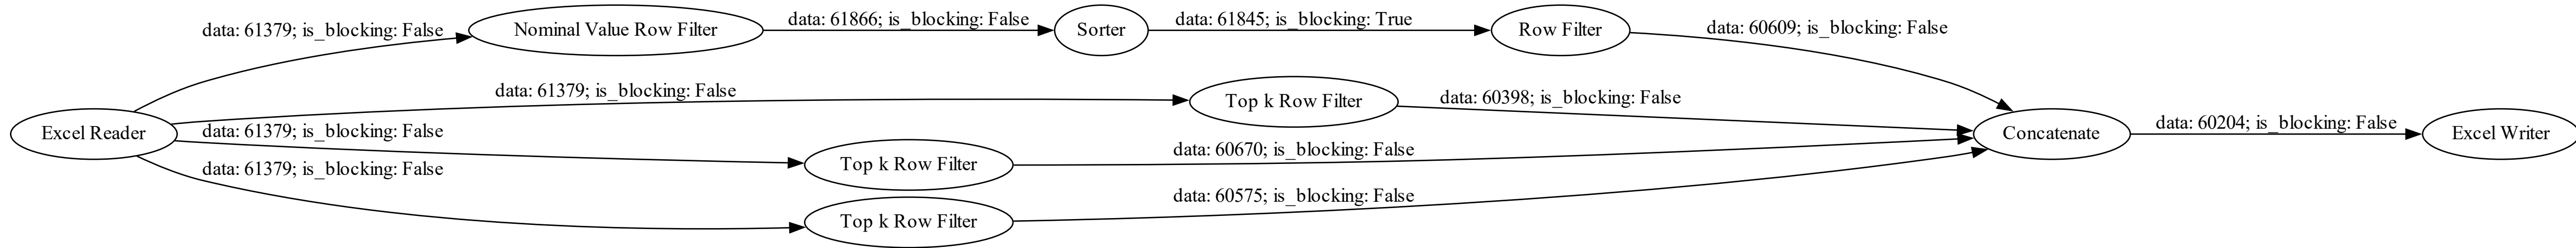 data: 61379; is_blocking: False
Nominal Value Row Filter
data: 61866; is_blocking: False
Sorter
data: 61845; is_blocking: True
Row Filter
data: 60609; is_blocking: False
data: 61379; is_blocking: False
Top k Row Filter
data: 60398; is_blocking: False
Excel Reader
data: 61379; is_blocking: False
Concatenate
data: 60204; is_blocking: False
Excel Writer
Top k Row Filter
data: 60670; is_blocking: False
data: 61379; is_blocking: False
Top k Row Filter
data: 60575; is_blocking: False